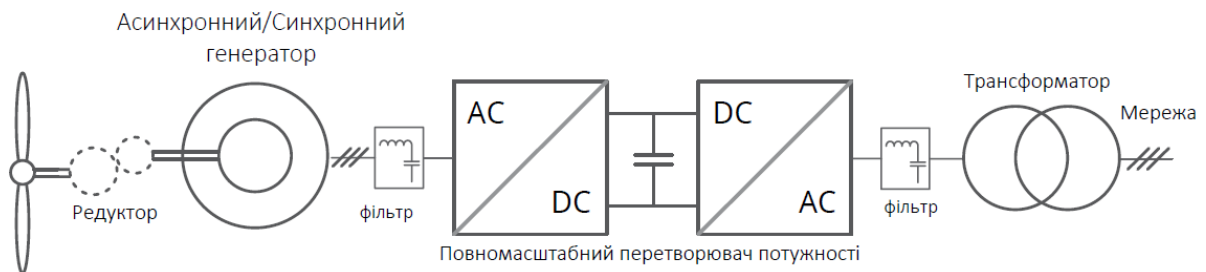 Асинхронний/Синхронний
генератор
Редуктор
фільтр
AC
DC
DC
AC
Повномасштабний перетворювач потужності
фільтр
Трансформатор
Мережа